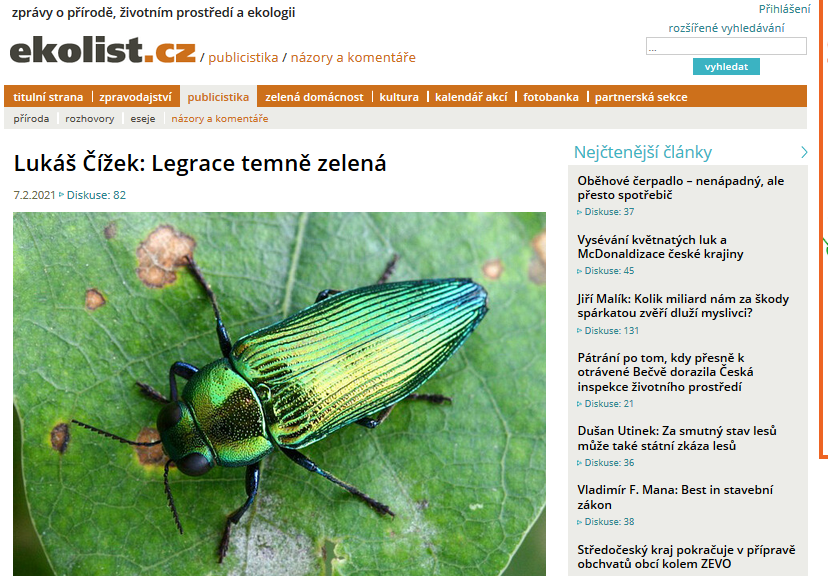 zprávy o přírodě, životním prostředí a ekologii
Přihlášení
rozšířené vyhledávání
...
vyhledat
ekolist.cz / publicistika / názory a komentáře
titulní strana | zpravodajství | publicistika | zelená domácnost | kultura | kalendář akcí | fotobanka | partnerská sekce
příroda | rozhovory | eseje | názory a komentáře
Lukáš Čížek: Legrace temně zelená
7.2.2021 Diskuse: 82
Nejčtenější články
Oběhové čerpadlo – nenápadný, ale
přesto spotřebič
Diskuse: 37
Vysévání květnatých luk a
McDonaldizace české krajiny
Diskuse: 45
Jiří Malík: Kolik miliard nám za škody
spárkatou zvěří dluží myslivci?
Diskuse: 131
Pátrání po tom, kdy přesně k
otrávené Bečvě dorazila Česká
inspekce životního prostředí
Diskuse: 21
Dušan Utinek: Za smutný stav lesů
může také státní zkáza lesů
Diskuse: 36
Vladimír F. Mana: Best in stavební
zákon
Diskuse: 38
Středočeský kraj pokračuje v přípravě
obchvatů obcí kolem ZEVO